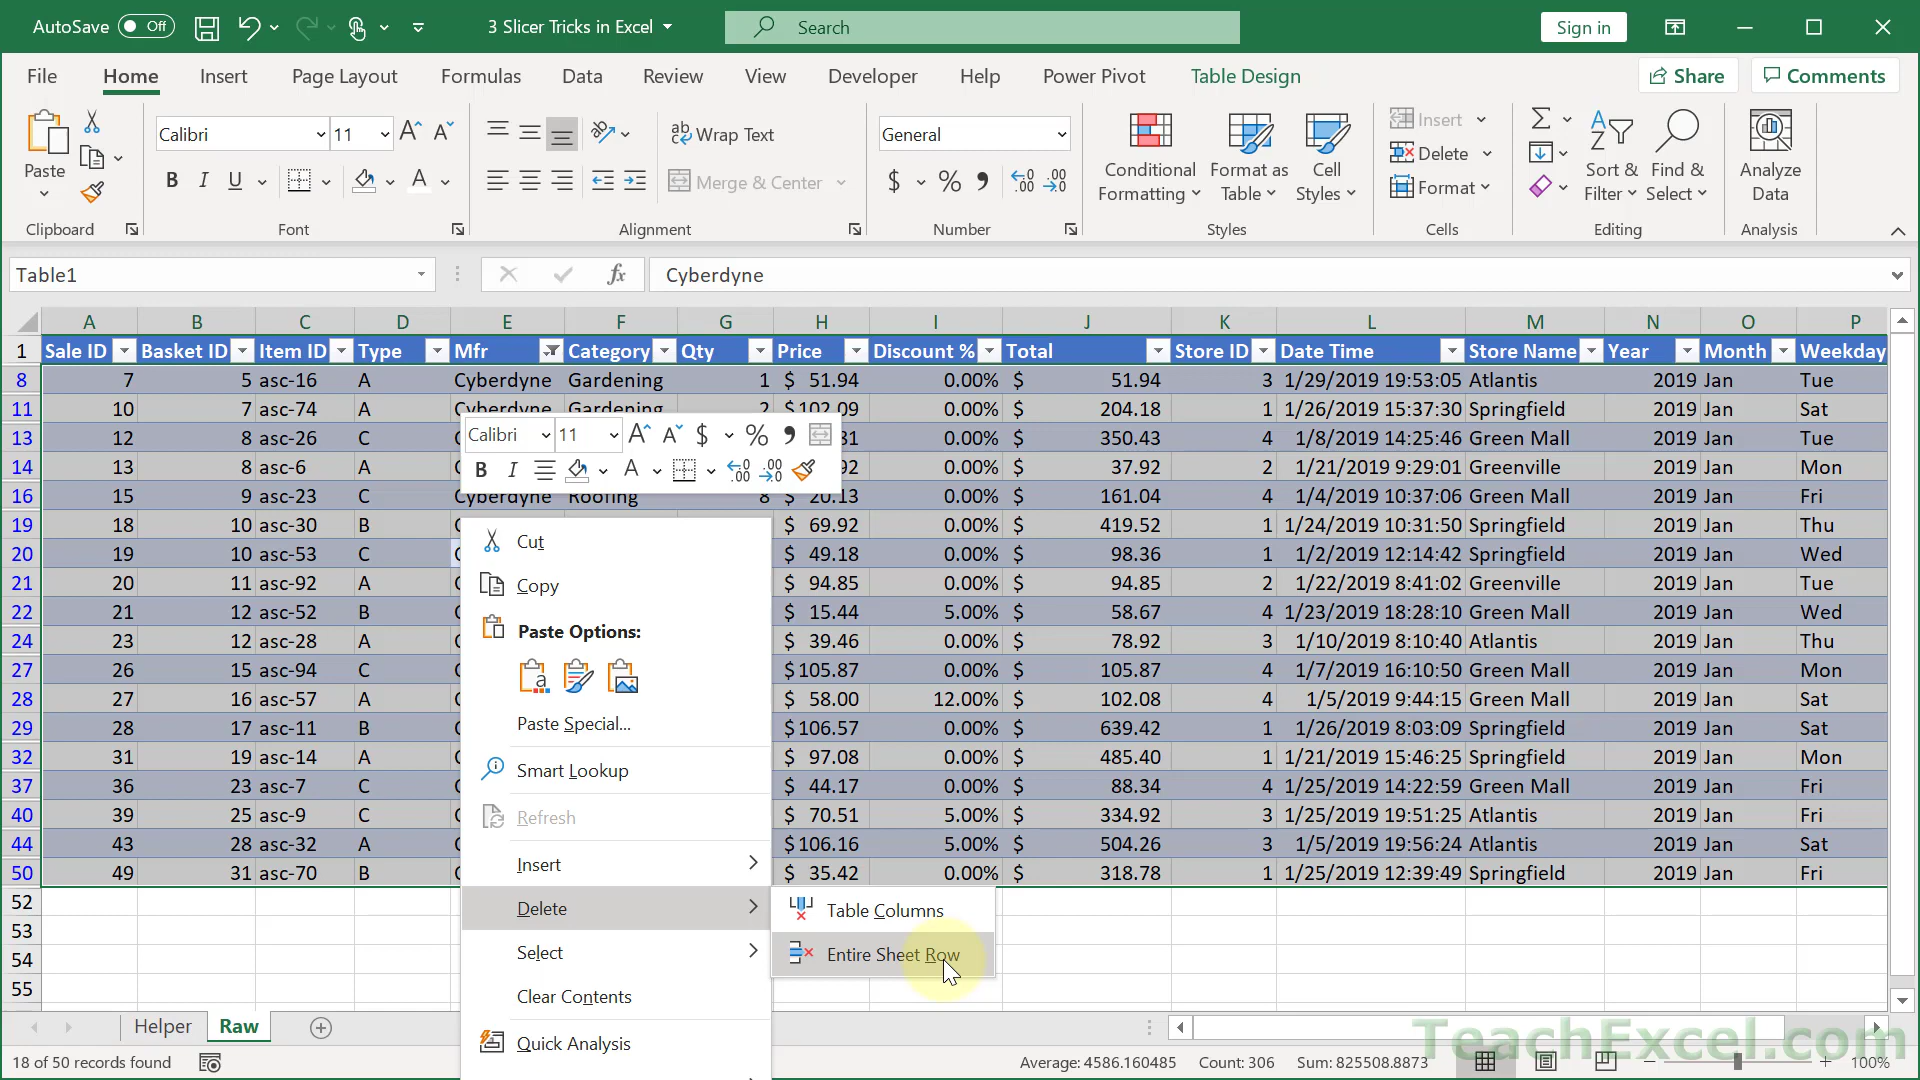 AutoSave Off 3 Slicer Tricks in Excel Search Sign in
File Home Insert Page Layout Formulas Data Review View Developer Help Power Pivot Table Design Share Comments
Paste
Clipboard
Calibri 11
B I U
Font
Wrap Text
Merge & Center
Alignment
General
$ % 9 .00 .00
Number
Conditional Formatting
Format as Table
Cell Styles
Styles
Insert
Delete
Format
Cells
Sort & Filter
Find & Select
Editing
Analyze Data
Analysis
Table1 fx Cyberdyne
A B C D E F G H I J K L M N O P
1 Sale ID Basket ID Item ID Type Mfr Category Qty Price Discount % Total Store ID Date Time Store Name Year Month Weekday
8 7 5 asc-16 A Cyberdyne Gardening 1 $ 51.94 0.00% $ 51.94 3 1/29/2019 19:53:05 Atlantis 2019 Jan Tue
11 10 7 asc-74 A Cyberdyne Gardening 2 $102.09 0.00% $ 204.18 1 1/26/2019 15:37:30 Springfield 2019 Jan Sat
13 12 8 asc-26 C 0.00% $ 350.43 4 1/8/2019 14:25:46 Green Mall 2019 Jan Tue
14 13 8 asc-6 A 0.00% $ 37.92 2 1/21/2019 9:29:01 Greenville 2019 Jan Mon
16 15 9 asc-23 C Cyberdyne Roofing 8 $ 20.13 0.00% $ 161.04 4 1/4/2019 10:37:06 Green Mall 2019 Jan Fri
19 18 10 asc-30 B $ 69.92 0.00% $ 419.52 1 1/24/2019 10:31:50 Springfield 2019 Jan Thu
20 19 10 asc-53 C $ 49.18 0.00% $ 98.36 1 1/2/2019 12:14:42 Springfield 2019 Jan Wed
21 20 11 asc-92 A $ 94.85 0.00% $ 94.85 2 1/22/2019 8:41:02 Greenville 2019 Jan Tue
22 21 12 asc-52 B $ 15.44 5.00% $ 58.67 4 1/23/2019 18:28:10 Green Mall 2019 Jan Wed
24 23 12 asc-28 A $ 39.46 0.00% $ 78.92 3 1/10/2019 8:10:40 Atlantis 2019 Jan Thu
27 26 15 asc-94 C $105.87 0.00% $ 105.87 4 1/7/2019 16:10:50 Green Mall 2019 Jan Mon
28 27 16 asc-57 A $ 58.00 12.00% $ 102.08 4 1/5/2019 9:44:15 Green Mall 2019 Jan Sat
29 28 17 asc-11 B $106.57 0.00% $ 639.42 1 1/26/2019 8:03:09 Springfield 2019 Jan Sat
32 31 19 asc-14 A $ 97.08 0.00% $ 485.40 1 1/21/2019 15:46:25 Springfield 2019 Jan Mon
37 36 23 asc-7 C $ 44.17 0.00% $ 88.34 4 1/25/2019 14:22:59 Green Mall 2019 Jan Fri
40 39 25 asc-9 C $ 70.51 5.00% $ 334.92 3 1/25/2019 19:51:25 Atlantis 2019 Jan Fri
44 43 28 asc-32 A $106.16 5.00% $ 504.26 3 1/5/2019 19:56:24 Atlantis 2019 Jan Sat
50 49 31 asc-70 B $ 35.42 0.00% $ 318.78 1 1/25/2019 12:39:49 Springfield 2019 Jan Fri
52
53
54
55
Calibri 11 A A $ %
B I A .00 .00
Cut
Copy
Paste Options:
Paste Special...
Smart Lookup
Refresh
Insert
Delete
Select
Clear Contents
Quick Analysis
Table Columns
Entire Sheet Row
Helper Raw
TeachExcel.com
18 of 50 records found Average: 4586.160485 Count: 306 Sum: 825508.8873 100%